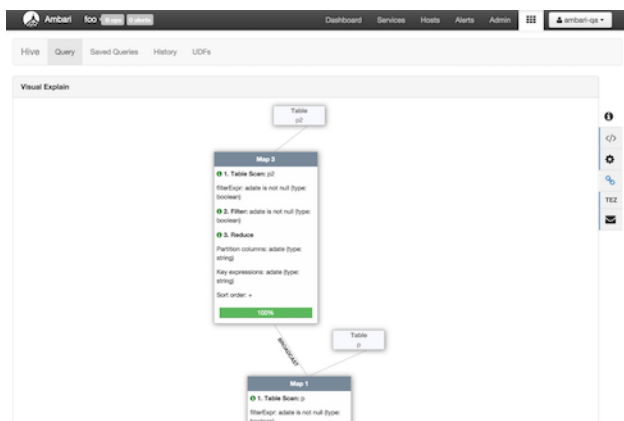 Ambari foo 0 ops 0 alerts Dashboard Services Hosts Alerts Admin ambari-qa
Hive Query Saved Queries History UDFs
Visual Explain
Table
p2
Map 3
1. Table Scan: p2
filterExpr: adate is not null (type:
boolean)
2. Filter: adate is not null (type:
boolean)
3. Reduce
Partition columns: adate (type:
string)
Key expressions: adate (type:
string)
Sort order: +
100%
TEZ
BROADCAST
Table
p
Map 1
1. Table Scan: p
filterExpr: adate is not null (type:
boolean)